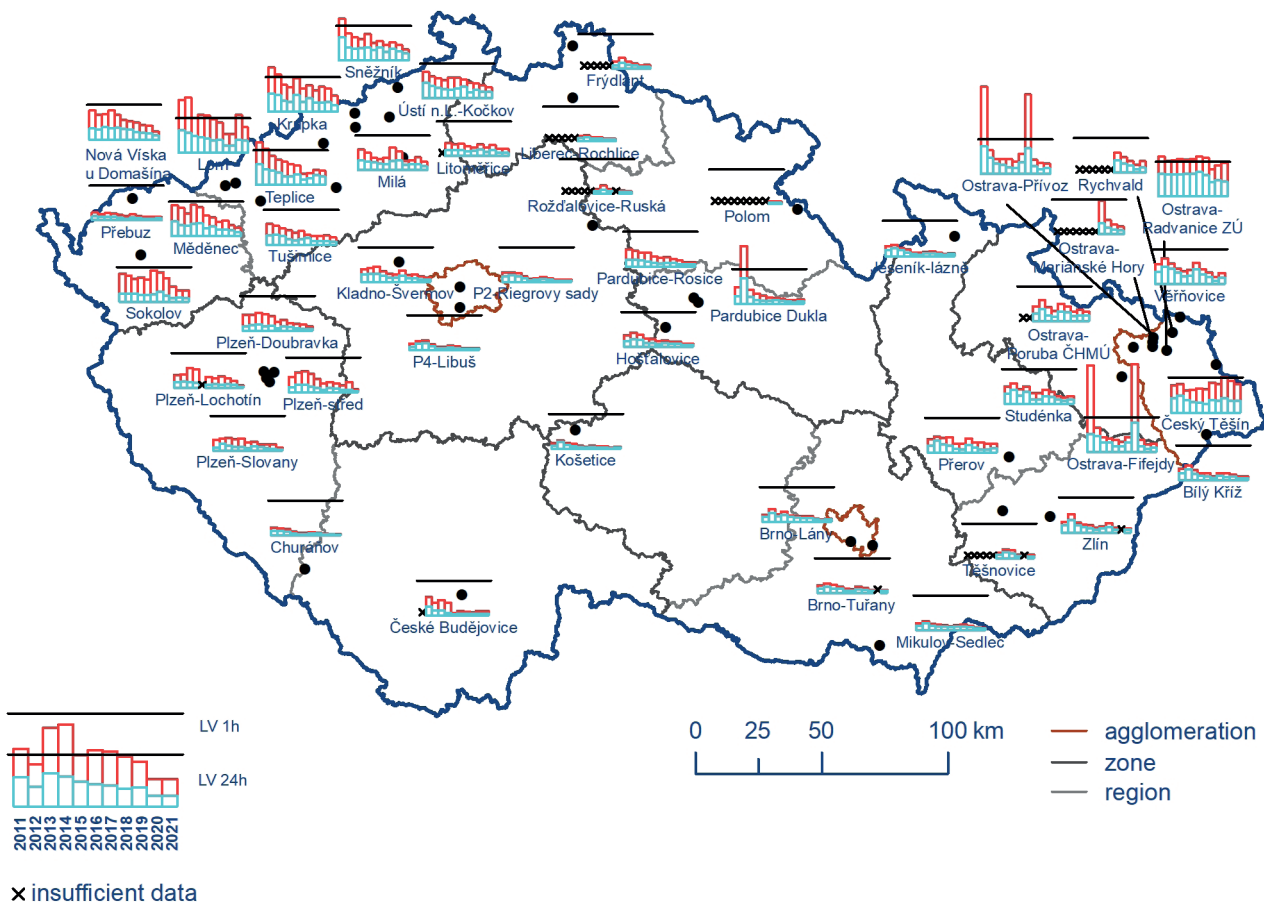 Sněžník
Frýdlant
Krupka
Ústí n.L.-Kočkov
Nová Víska
u Domašína
Lom
Milá
Litoměřice
Liberec-Rochlice
Ostrava-Přívoz
Rychvald
Ostrava-
Radvanice ZÚ
Teplice
Přebuz
Měděnec
Tušimice
Rožďalovice-Ruská
Polom
Jeseník-lázně
Ostrava-
Mariánské Hory
Věřňovice
Sokolov
Kladno-Švermov
P2-Riegrovy sady
Pardubice-Rosice
Pardubice Dukla
Plzeň-Doubravka
P4-Libuš
Hošťalovice
Ostrava-
Poruba ČHMÚ
Plzeň-Lochotín
Plzeň-střed
Studénka
Český Těšín
Plzeň-Slovany
Košetice
Přerov
Ostrava-Fifejdy
Bílý Kříž
Churáňov
Brno-Lány
Zlín
Těšnovice
České Budějovice
Brno-Tuřany
Mikulov-Sedlec
LV 1h
LV 24h
2011
2012
2013
2014
2015
2016
2017
2018
2019
2020
2021
0 25 50 100 km
agglomeration
zone
region
insufficient data